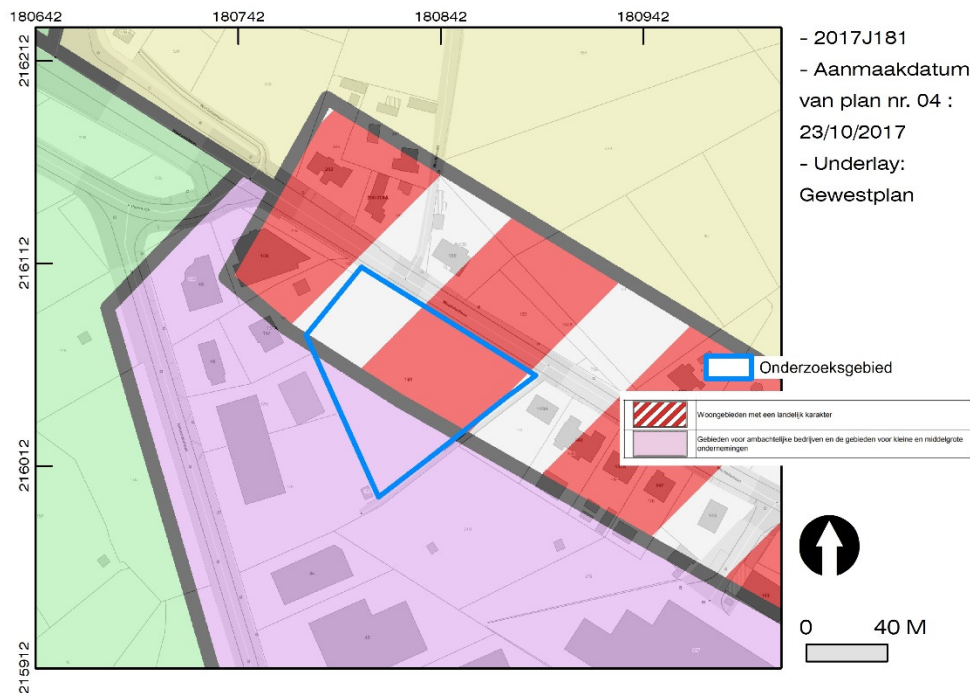 180642
180742
180842
180942
216212
216112
216012
215912
- 2017J181
- Aanmaakdatum
van plan nr. 04 :
23/10/2017
- Underlay:
Gewestplan
Onderzoeksgebied
Woongebieden met een landelijk karakter
Gebieden voor ambachtelijke bedrijven en de gebieden voor kleine en middelgrote
ondernemingen
0 40 M